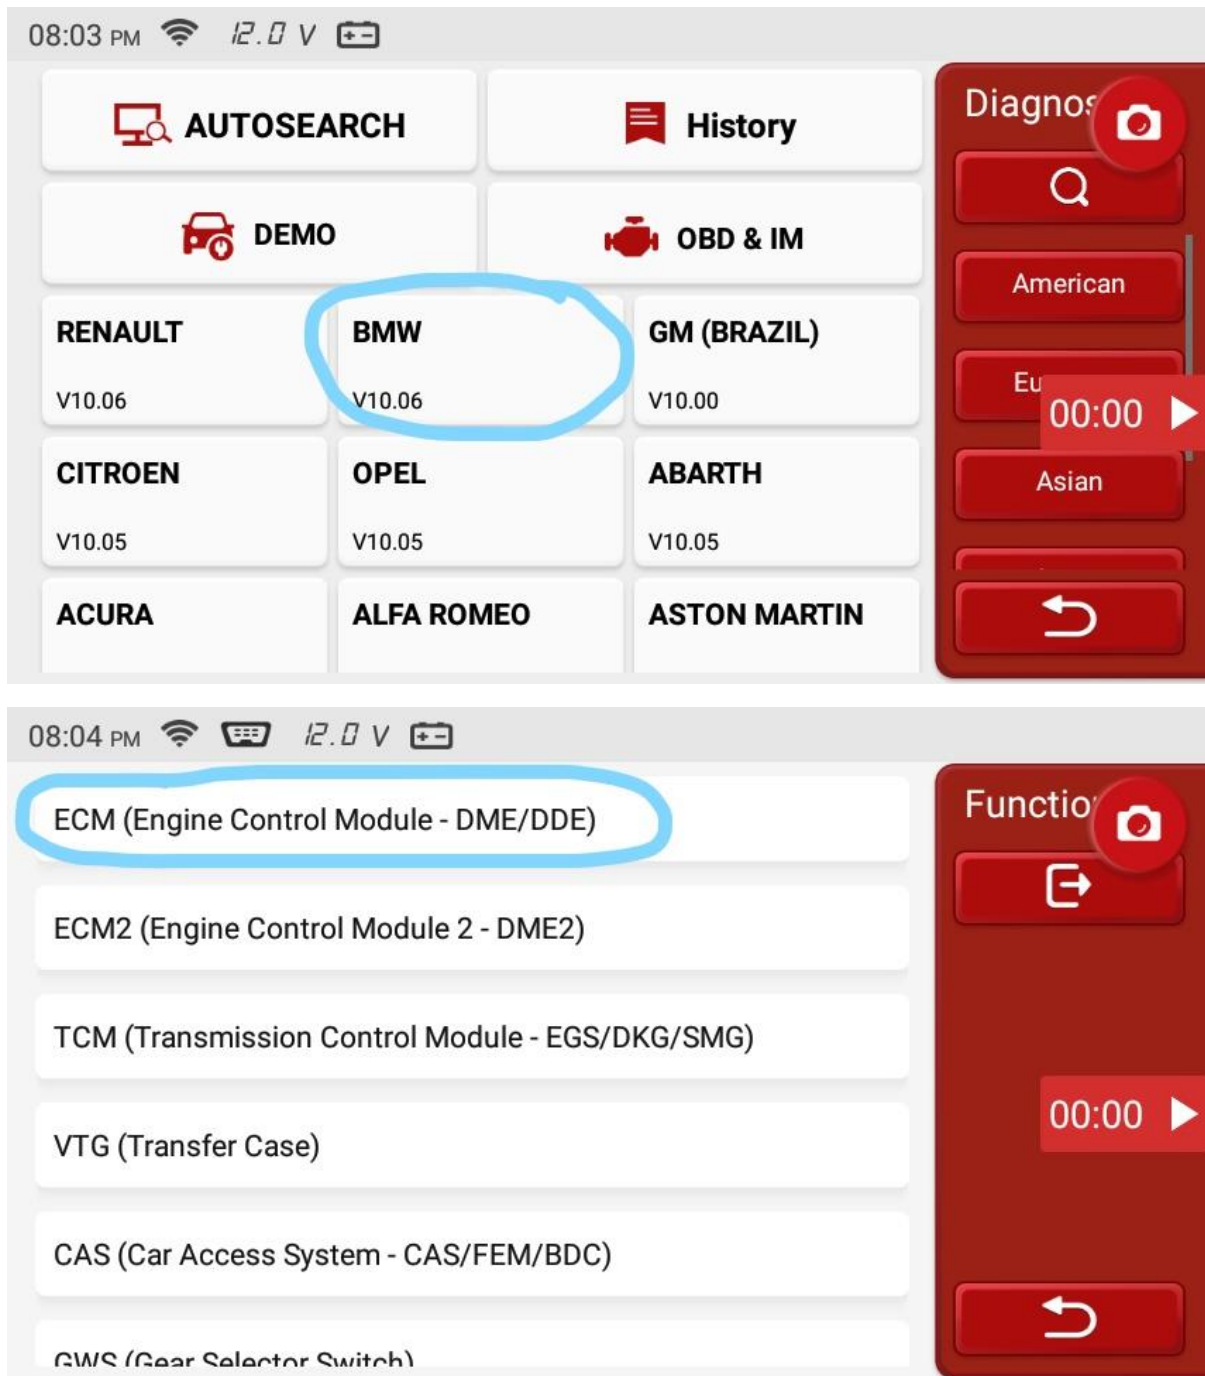 08:03 PM 12.0 V
AUTOSEARCH
History
DEMO
OBD & IM
RENAULT
V10.06
BMW
V10.06
GM (BRAZIL)
V10.00
CITROEN
V10.05
OPEL
V10.05
ABARTH
V10.05
ACURA
ALFA ROMEO
ASTON MARTIN
American
00:00
Asian
08:04 PM 12.0 V
ECM (Engine Control Module - DME/DDE)
ECM2 (Engine Control Module 2 - DME2)
TCM (Transmission Control Module - EGS/DKG/SMG)
VTG (Transfer Case)
CAS (Car Access System - CAS/FEM/BDC)
GWS (Gear Selector Switch)
00:00